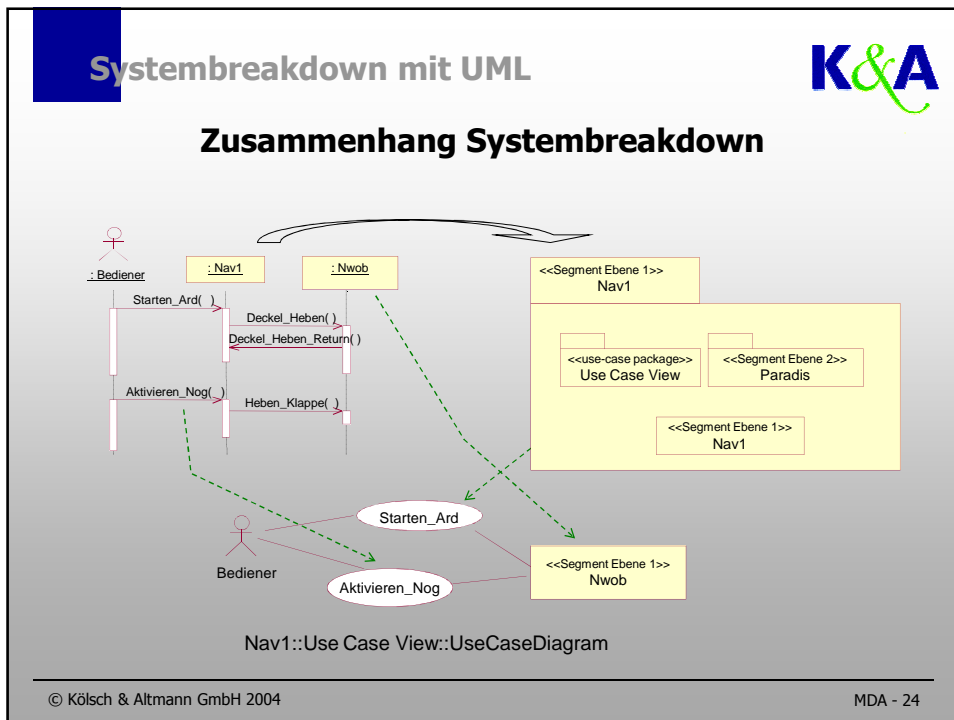 Systembreakdown mit UML
K&A
Zusammenhang Systembreakdown
: Bediener
: Nav1
: Nwob
Starten_Ard( )
Deckel_Heben( )
Deckel_Heben_Return( )
Aktivieren_Nog( )
Heben_Klappe( )
<<Segment Ebene 1>>
Nav1
<<use-case package>>
Use Case View
<<Segment Ebene 2>>
Paradis
<<Segment Ebene 1>>
Nav1
Starten_Ard
Bediener
Aktivieren_Nog
<<Segment Ebene 1>>
Nwob
Nav1::Use Case View::UseCaseDiagram
© Kölsch & Altmann GmbH 2004
MDA - 24